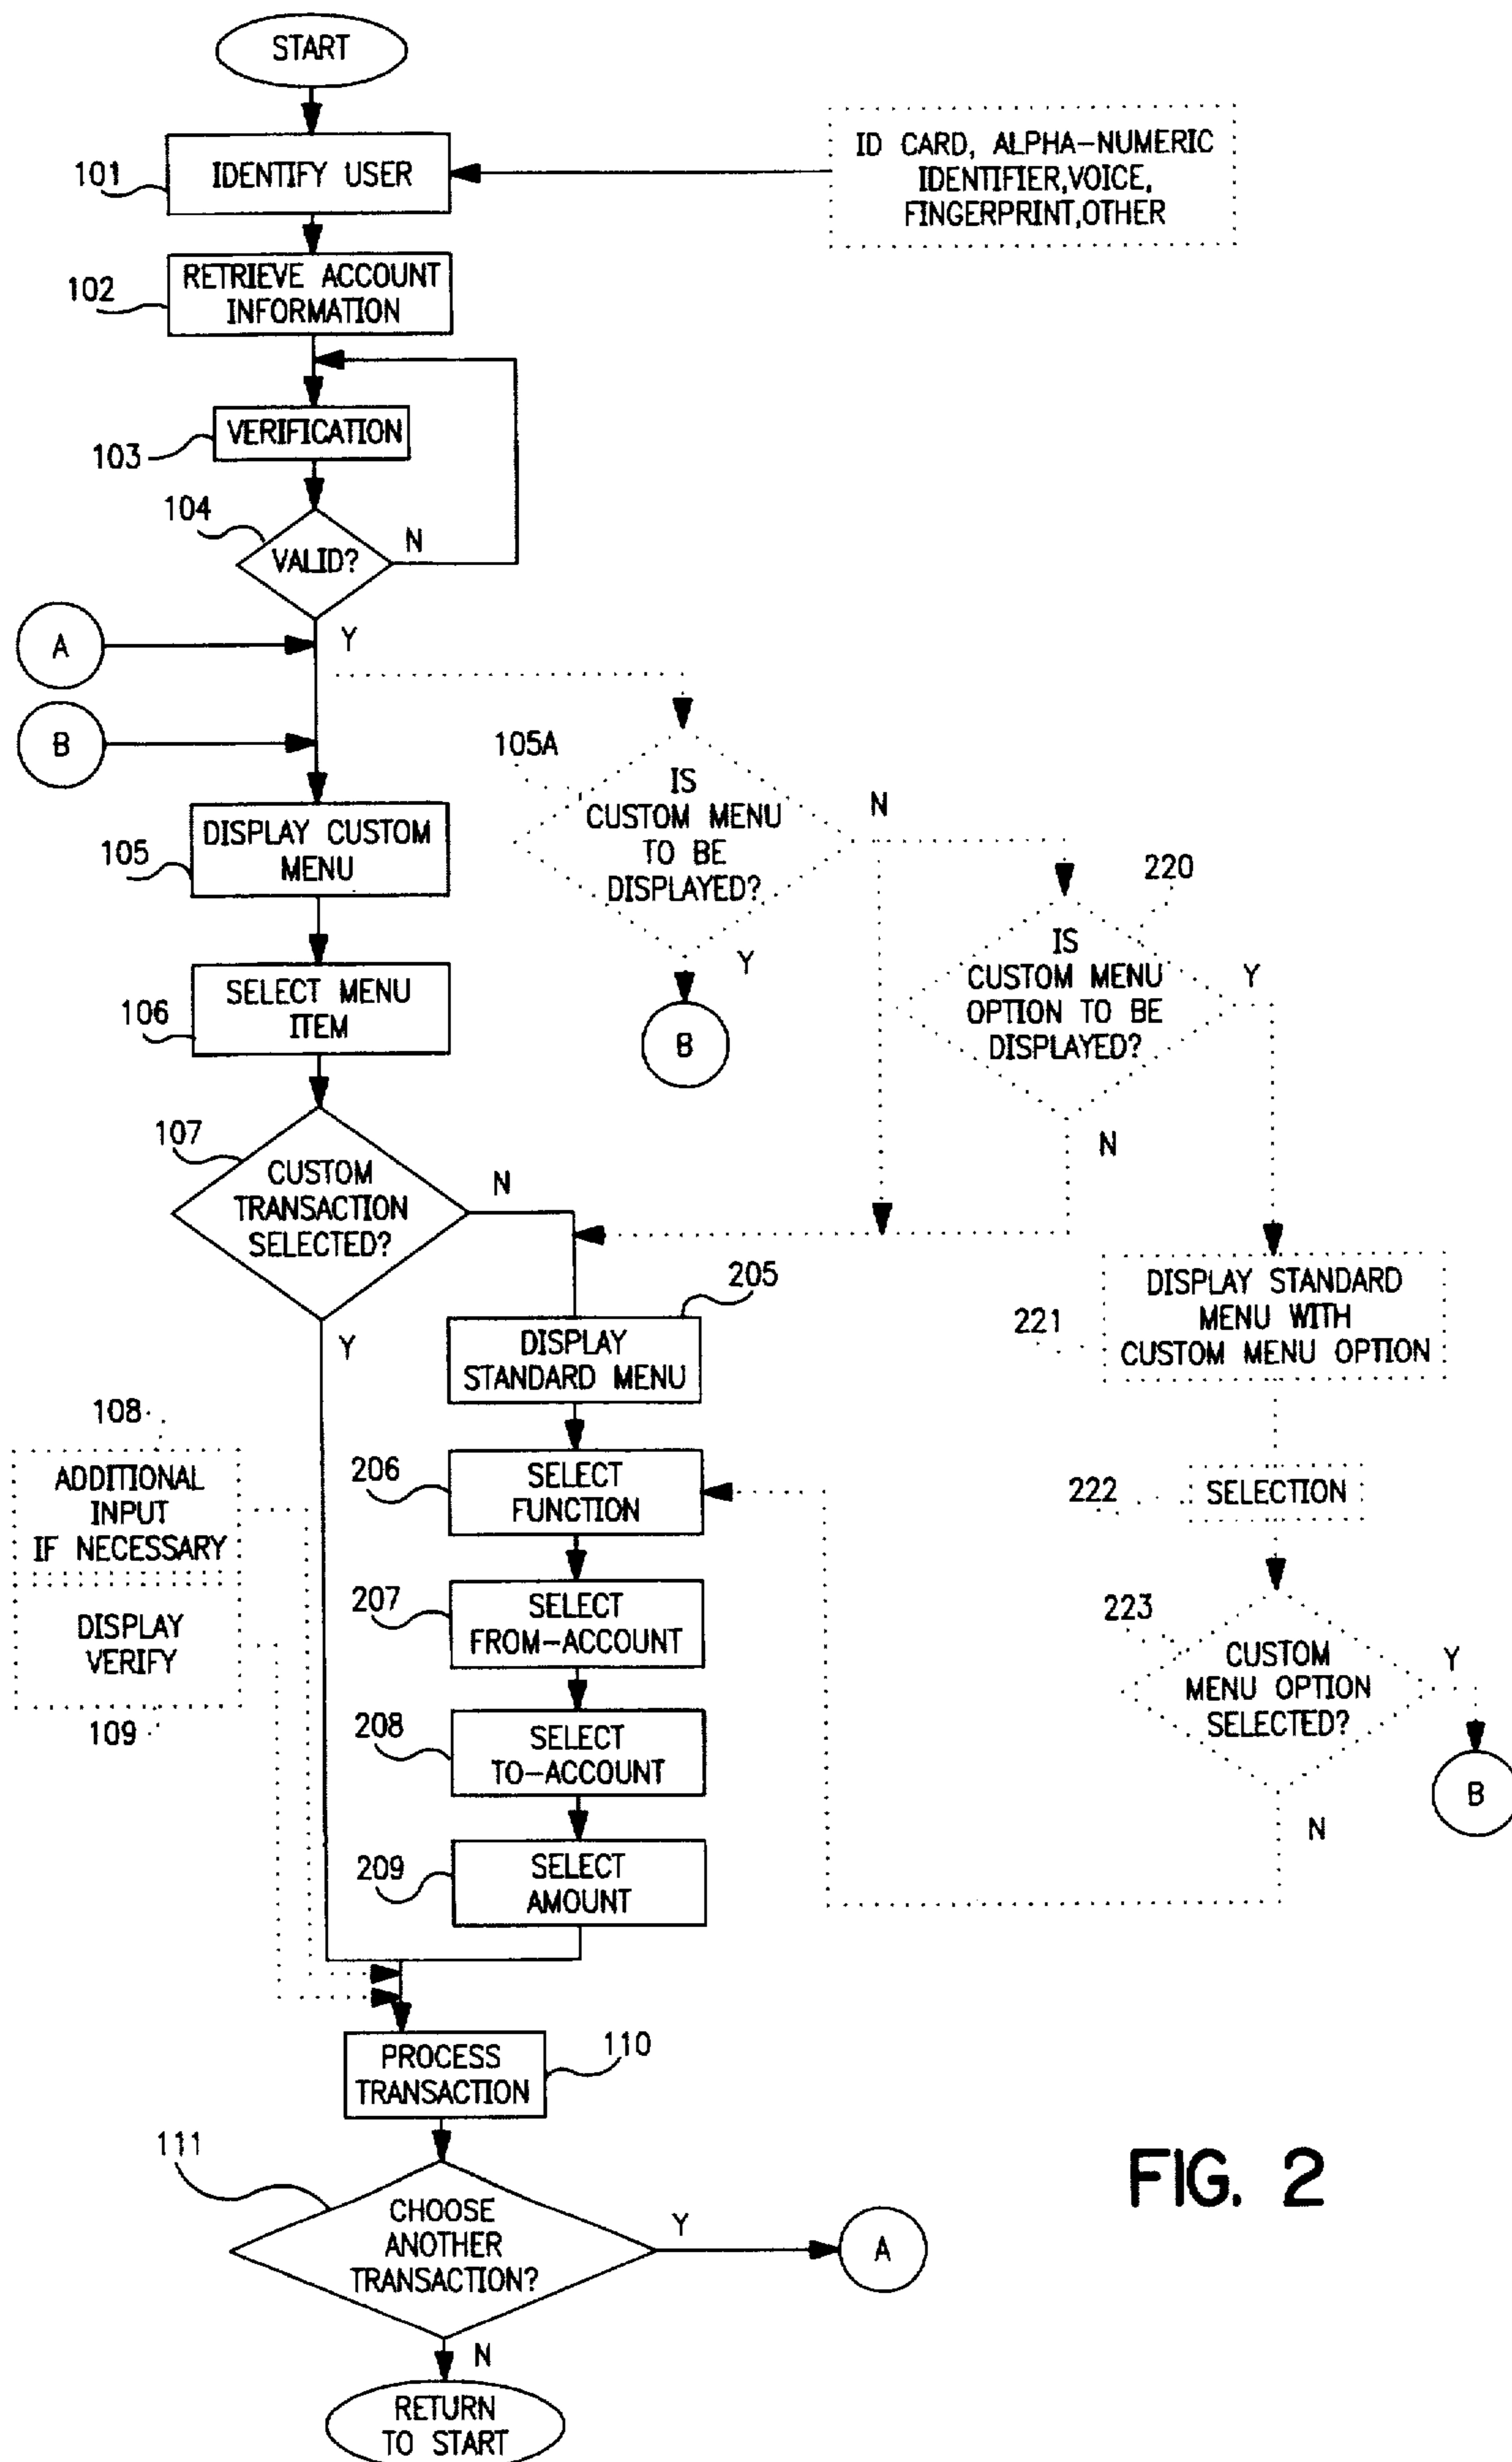 START
ID CARD, ALPHA-NUMERIC
IDENTIFIER,VOICE,
FINGERPRINT,OTHER
101
IDENTIFY USER
102
RETRIEVE ACCOUNT
INFORMATION
103
VERIFICATION
104
VALID?
N
Y
A
B
105A
IS
CUSTOM MENU
TO BE
DISPLAYED?
N
Y
B
105
DISPLAY CUSTOM
MENU
220
IS
CUSTOM MENU
OPTION TO BE
DISPLAYED?
Y
N
106
SELECT MENU
ITEM
107
CUSTOM
TRANSACTION
SELECTED?
N
Y
205
DISPLAY
STANDARD MENU
221
DISPLAY STANDARD
MENU WITH
CUSTOM MENU OPTION
108
ADDITIONAL
INPUT
IF NECESSARY
206
SELECT
FUNCTION
222
SELECTION
DISPLAY
VERIFY
109
207
SELECT
FROM-ACCOUNT
223
CUSTOM
MENU OPTION
SELECTED?
Y
B
N
208
SELECT
TO-ACCOUNT
209
SELECT
AMOUNT
110
PROCESS
TRANSACTION
111
CHOOSE
ANOTHER
TRANSACTION?
Y
A
N
RETURN
TO START
FIG. 2